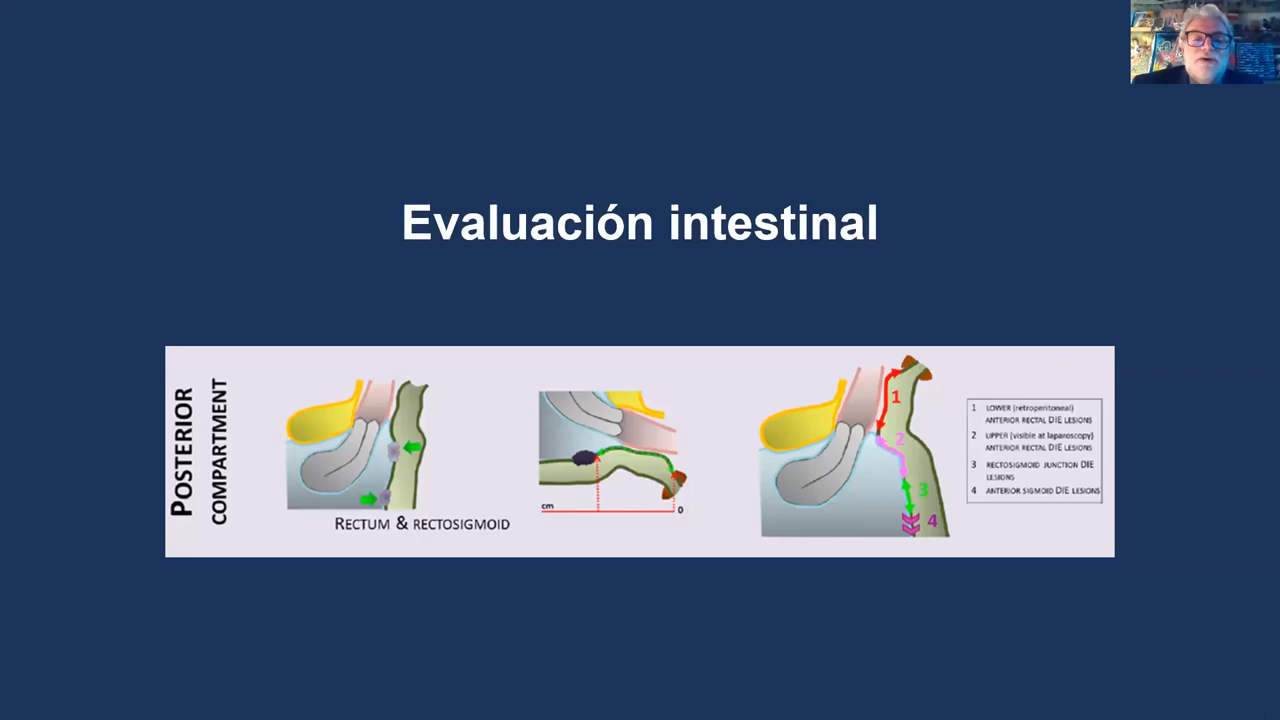 Evaluación intestinal
POSTERIOR
COMPARTMENT
RECTUM & RECTOSIGMOID
cm
0
1
2
3
4
1 LOWER (retroperitoneal)
ANTERIOR RECTAL DIE LESIONS
2 UPPER (visible at laparoscopy)
ANTERIOR RECTAL DIE LESIONS
3 RECTOSIGMOID JUNCTION DIE
LESIONS
4 ANTERIOR SIGMOID DIE LESIONS